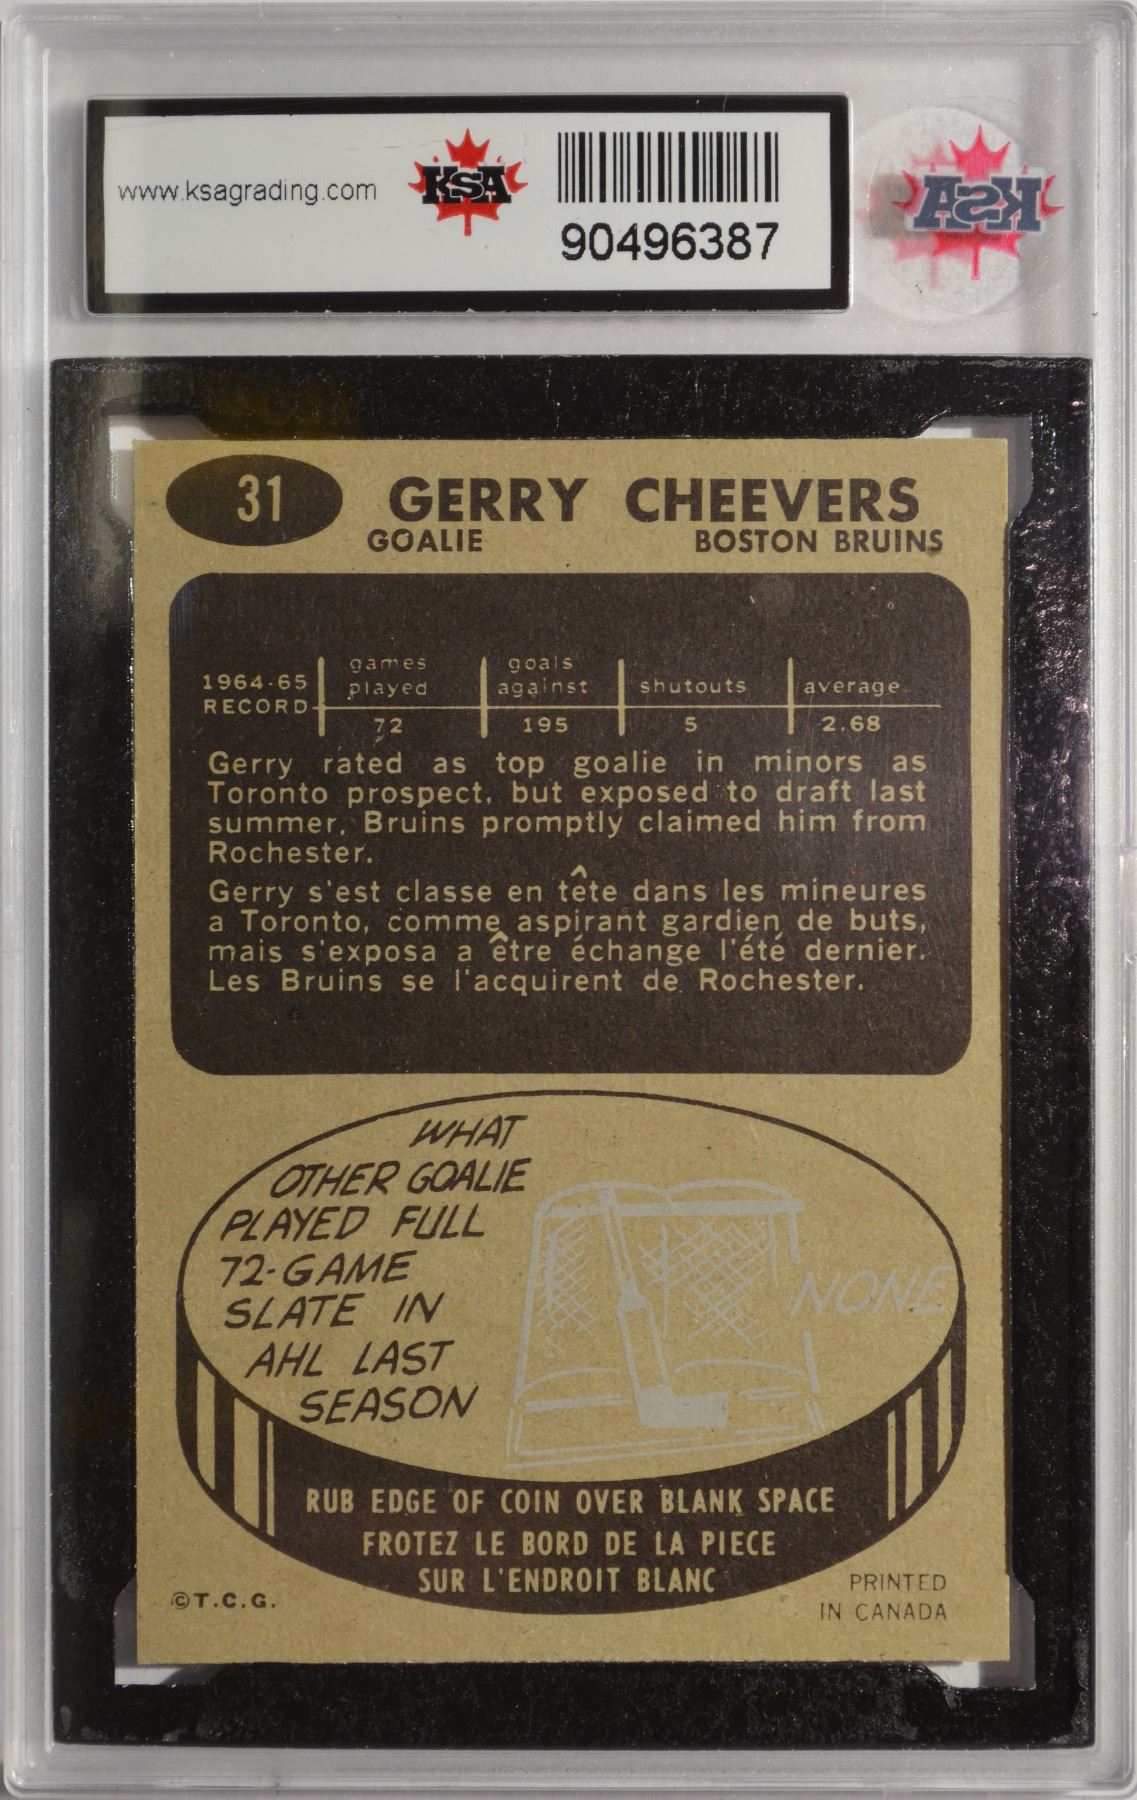 www.ksagrading.com
KSA
90496387
KSA
31
GERRY CHEEVERS
GOALIE
BOSTON BRUINS
1964-65
RECORD
games
played
goals
against
shutouts
average
72
195
5
2.68
Gerry rated as top goalie in minors as
Toronto prospect, but exposed to draft last
summer, Bruins promptly claimed him from
Rochester.
Gerry s'est classe en tête dans les mineures
a Toronto, comme aspirant gardien de buts,
mais s'exposa a être échange l'été dernier.
Les Bruins se l'acquirent de Rochester.
WHAT
OTHER GOALIE
PLAYED FULL
72-GAME
SLATE IN
AHL LAST
SEASON
NONE
RUB EDGE OF COIN OVER BLANK SPACE
FROTEZ LE BORD DE LA PIECE
SUR L'ENDROIT BLANC
©T.C.G.
PRINTED
IN CANADA